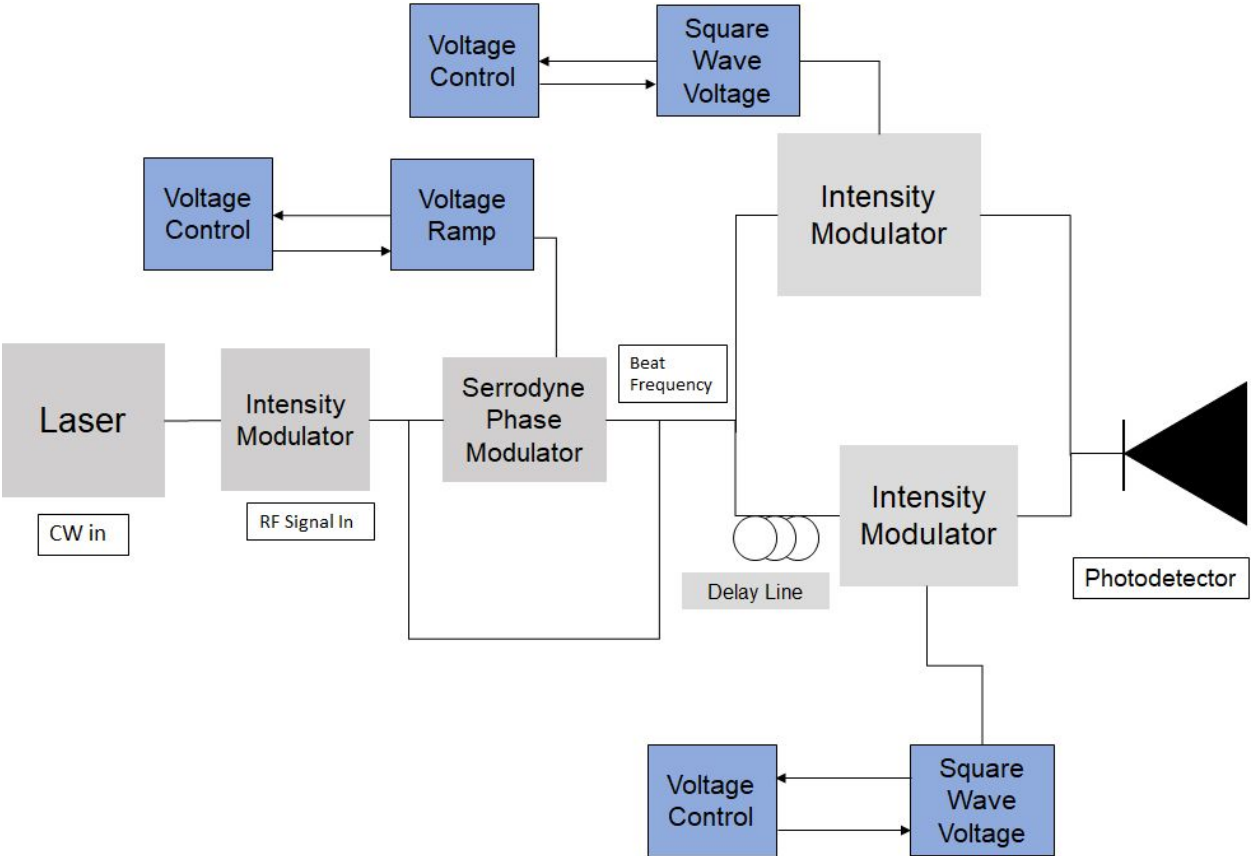 Voltage
Control
Square
Wave
Voltage
Voltage
Control
Voltage
Ramp
Intensity
Modulator
Laser
Intensity
Modulator
Serrodyne
Phase
Modulator
Beat
Frequency
CW in
RF Signal In
Intensity
Modulator
Delay Line
Photodetector
Voltage
Control
Square
Wave
Voltage